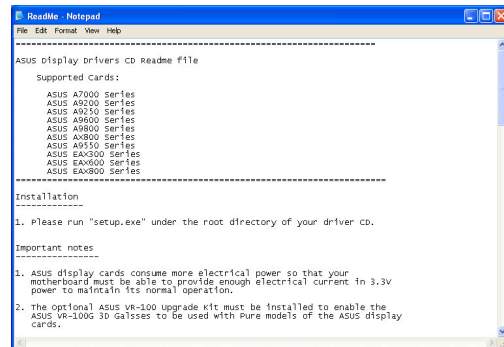 ReadMe - Notepad
File Edit Format View Help
----------------------------------------------------------------------
ASUS Display Drivers CD Readme file
Supported Cards:
ASUS A7000 Series
ASUS A9200 Series
ASUS A9250 Series
ASUS A9600 Series
ASUS A9800 Series
ASUS AX800 Series
ASUS A9550 Series
ASUS EAX300 Series
ASUS EAX600 Series
ASUS EAX800 Series
========================================================================
Installation
-------------
1. Please run "setup.exe" under the root directory of your driver CD.
Important notes
----------------
1. ASUS display cards consume more electrical power so that your
motherboard must be able to provide enough electrical current in 3.3V
power to maintain its normal operation.
2. The Optional ASUS VR-100 Upgrade Kit must be installed to enable the
ASUS VR-100G 3D Galsses to be used with Pure models of the ASUS display
cards.